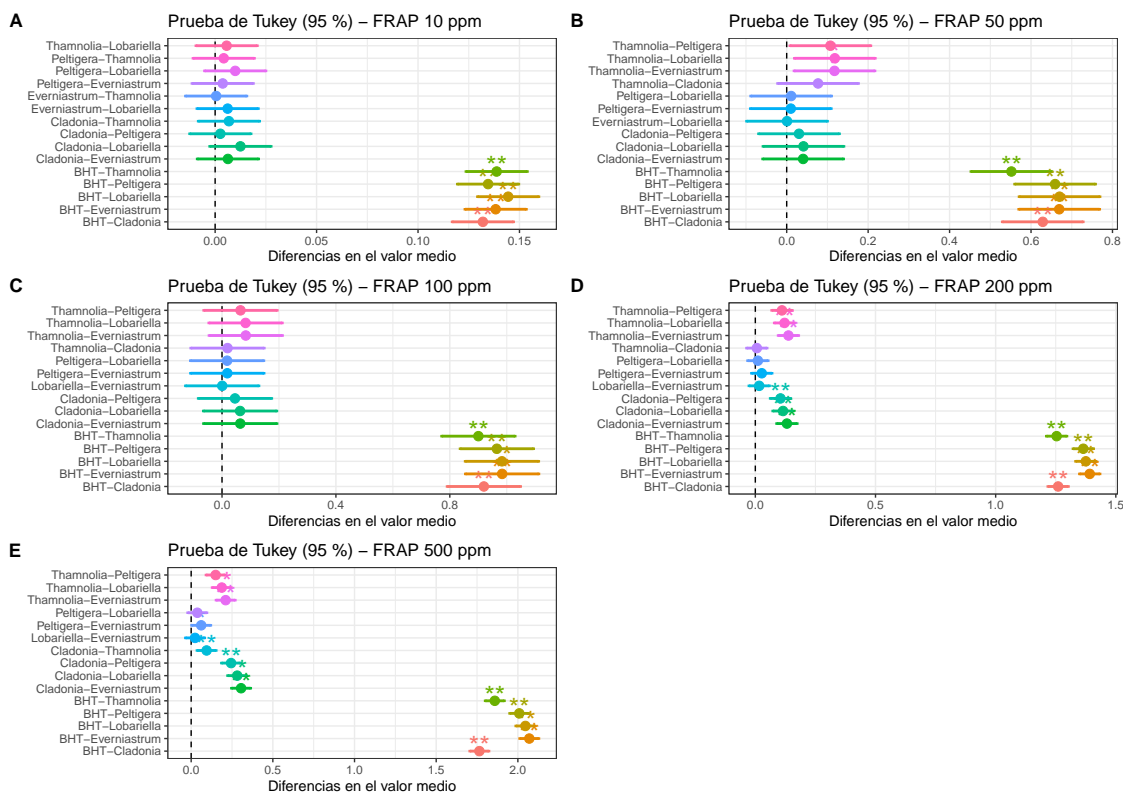 A
Prueba de Tukey (95 %) – FRAP 10 ppm
Thamnolia–Lobariella
Peltigera–Thamnolia
Peltigera–Lobariella
Peltigera–Everniastrum
Everniastrum–Thamnolia
Everniastrum–Lobariella
Cladonia–Thamnolia
Cladonia–Peltigera
Cladonia–Lobariella
Cladonia–Everniastrum
BHT–Thamnolia
BHT–Peltigera
BHT–Lobariella
BHT–Everniastrum
BHT–Cladonia
0.00 0.05 0.10 0.15
Diferencias en el valor medio
B
Prueba de Tukey (95 %) – FRAP 50 ppm
Thamnolia–Peltigera
Thamnolia–Lobariella
Thamnolia–Everniastrum
Thamnolia–Cladonia
Peltigera–Lobariella
Peltigera–Everniastrum
Everniastrum–Lobariella
Cladonia–Peltigera
Cladonia–Lobariella
Cladonia–Everniastrum
BHT–Thamnolia
BHT–Peltigera
BHT–Lobariella
BHT–Everniastrum
BHT–Cladonia
0.0 0.2 0.4 0.6 0.8
Diferencias en el valor medio
C
Prueba de Tukey (95 %) – FRAP 100 ppm
Thamnolia–Peltigera
Thamnolia–Lobariella
Thamnolia–Everniastrum
Thamnolia–Cladonia
Peltigera–Lobariella
Peltigera–Everniastrum
Lobariella–Everniastrum
Cladonia–Peltigera
Cladonia–Lobariella
Cladonia–Everniastrum
BHT–Thamnolia
BHT–Peltigera
BHT–Lobariella
BHT–Everniastrum
BHT–Cladonia
0.0 0.4 0.8
Diferencias en el valor medio
D
Prueba de Tukey (95 %) – FRAP 200 ppm
Thamnolia–Peltigera
Thamnolia–Lobariella
Thamnolia–Everniastrum
Thamnolia–Cladonia
Peltigera–Lobariella
Peltigera–Everniastrum
Lobariella–Everniastrum
Cladonia–Peltigera
Cladonia–Lobariella
Cladonia–Everniastrum
BHT–Thamnolia
BHT–Peltigera
BHT–Lobariella
BHT–Everniastrum
BHT–Cladonia
0.0 0.5 1.0 1.5
Diferencias en el valor medio
E
Prueba de Tukey (95 %) – FRAP 500 ppm
Thamnolia–Peltigera
Thamnolia–Lobariella
Thamnolia–Everniastrum
Peltigera–Lobariella
Peltigera–Everniastrum
Lobariella–Everniastrum
Cladonia–Thamnolia
Cladonia–Peltigera
Cladonia–Lobariella
Cladonia–Everniastrum
BHT–Thamnolia
BHT–Peltigera
BHT–Lobariella
BHT–Everniastrum
BHT–Cladonia
0.0 0.5 1.0 1.5 2.0
Diferencias en el valor medio